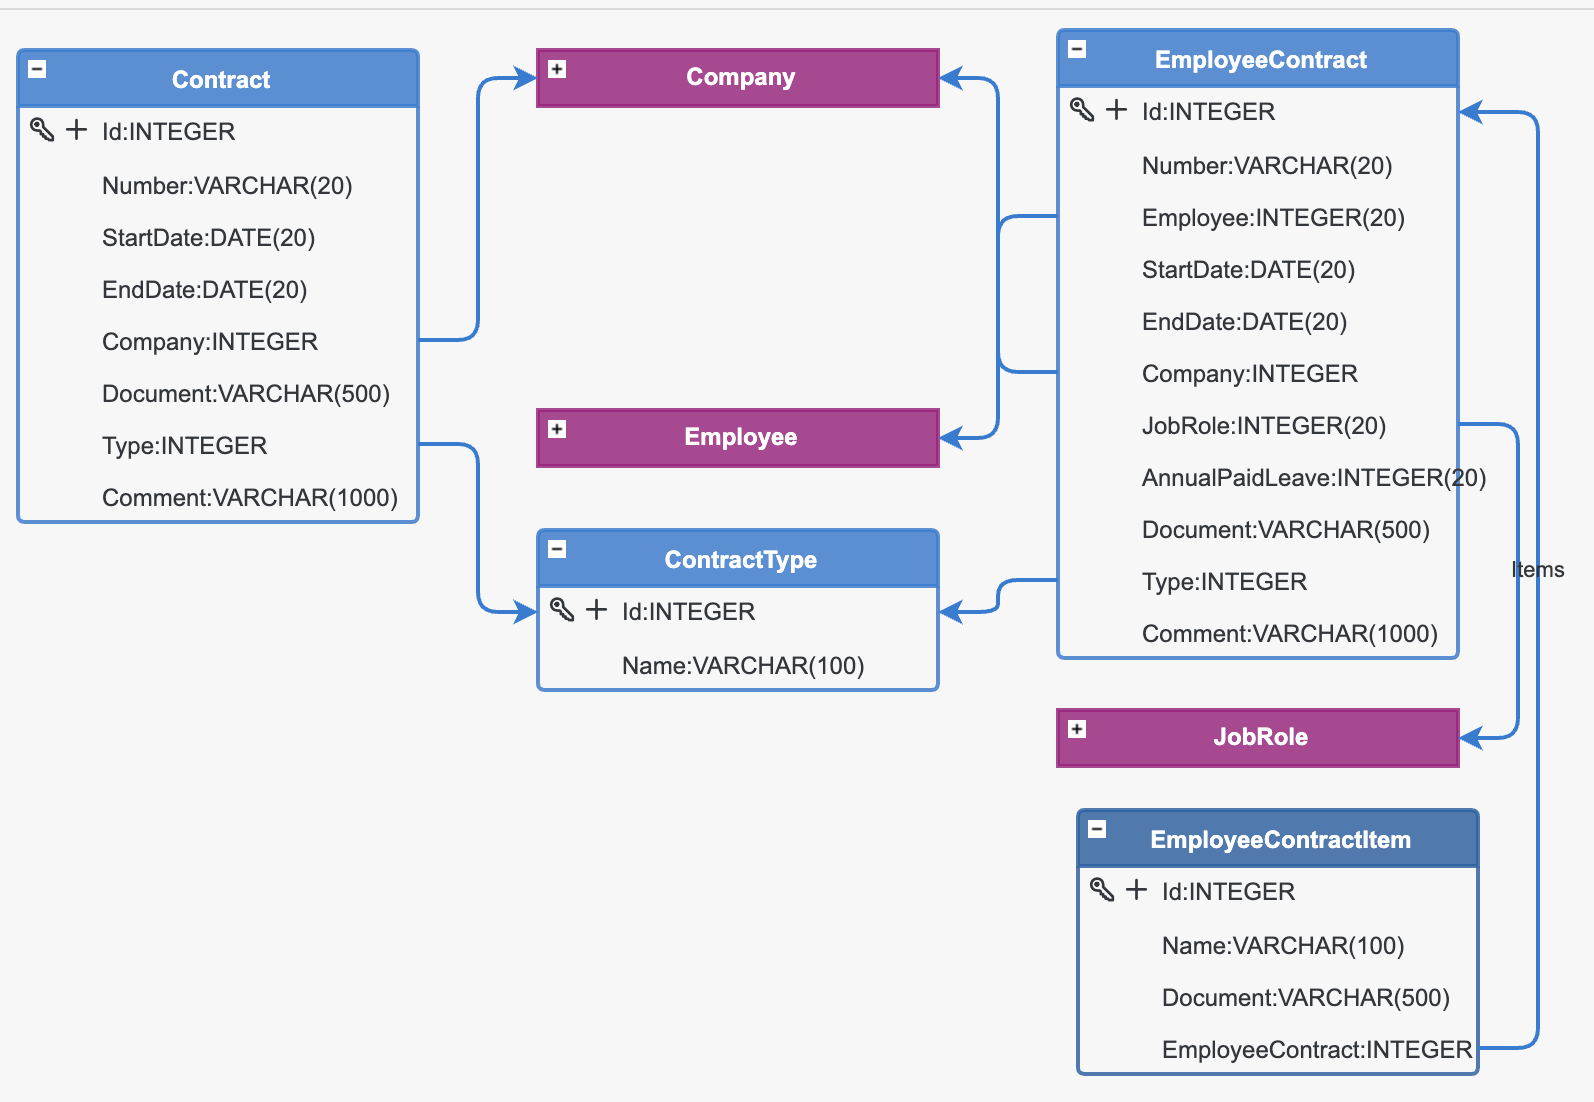 Contract
Id:INTEGER
Number:VARCHAR(20)
StartDate:DATE(20)
EndDate:DATE(20)
Company:INTEGER
Document:VARCHAR(500)
Type:INTEGER
Comment:VARCHAR(1000)
Company
Employee
ContractType
Id:INTEGER
Name:VARCHAR(100)
EmployeeContract
Id:INTEGER
Number:VARCHAR(20)
Employee:INTEGER(20)
StartDate:DATE(20)
EndDate:DATE(20)
Company:INTEGER
JobRole:INTEGER(20)
AnnualPaidLeave:INTEGER(20)
Document:VARCHAR(500)
Type:INTEGER
Comment:VARCHAR(1000)
Items
JobRole
EmployeeContractItem
Id:INTEGER
Name:VARCHAR(100)
Document:VARCHAR(500)
EmployeeContract:INTEGER